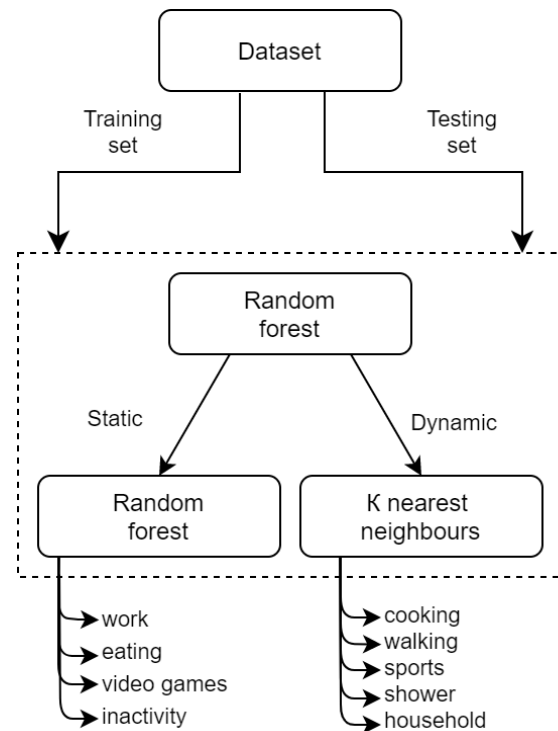 Dataset
Training
set
Testing
set
Random
forest
Static
Dynamic
Random
forest
K nearest
neighbours
work
eating
video games
inactivity
cooking
walking
sports
shower
household